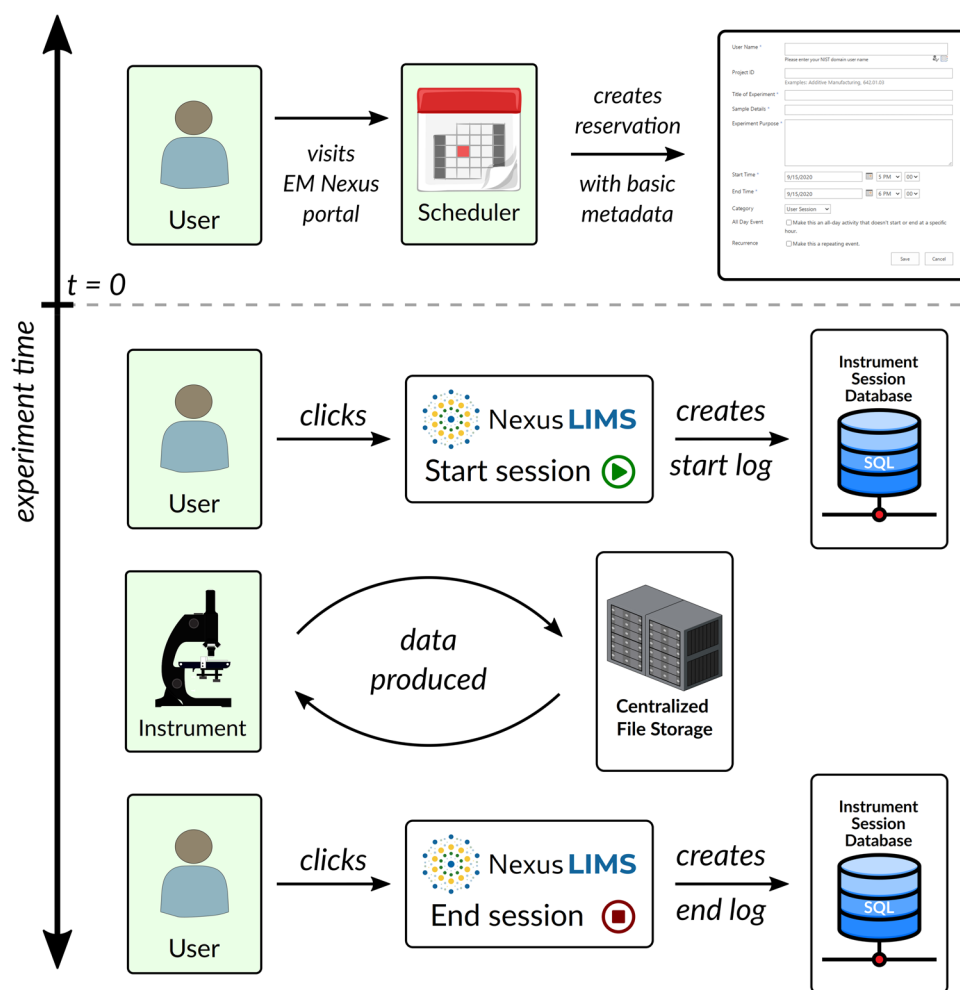 User
visits
EM Nexus
portal
Scheduler
creates
reservation
with basic
metadata
User Name *
Please enter your NIST domain user name
Project ID
Examples: Additive Manufacturing, 642.01.03
Title of Experiment *
Sample Details *
Experiment Purpose *
Start Time *
9/15/2020
5 PM
00
End Time *
9/15/2020
6 PM
00
Category
User Session
All Day Event
Make this an all-day activity that doesn't start or end at a specific
hour.
Recurrence
Make this a repeating event.
Save
Cancel
t = 0
experiment time
User
clicks
Nexus LIMS
Start session
creates
start log
Instrument
Session
Database
SQL
Instrument
data
produced
Centralized
File Storage
User
clicks
Nexus LIMS
End session
creates
end log
Instrument
Session
Database
SQL